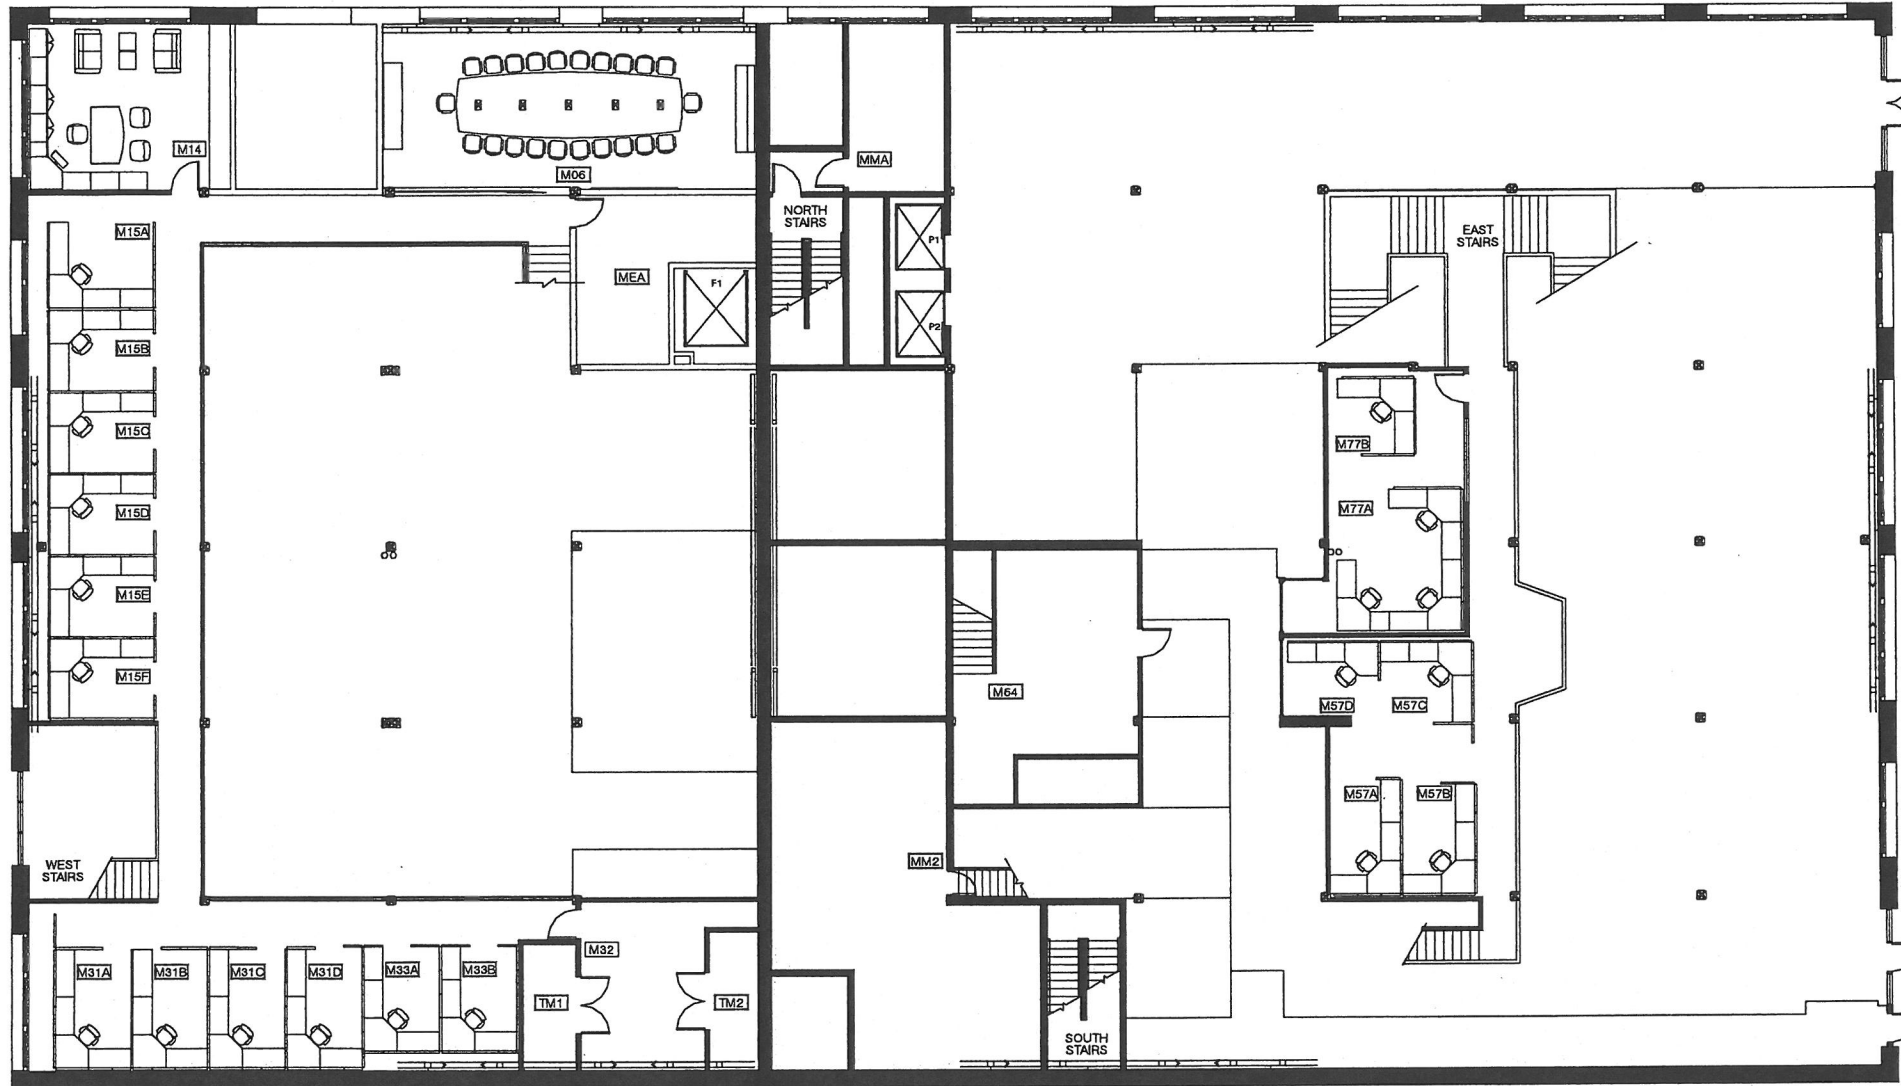 M14
M06
MMA
NORTH
STAIRS
M15A
P1
EAST
STAIRS
MEA
F1
P2
M15B
M15C
M77B
M15D
M77A
M15E
M15F
M64
M57D
M57C
M57A
M57B
WEST
STAIRS
MM2
M32
M31A
M31B
M31C
M31D
M33A
M33B
TM1
TM2
SOUTH
STAIRS